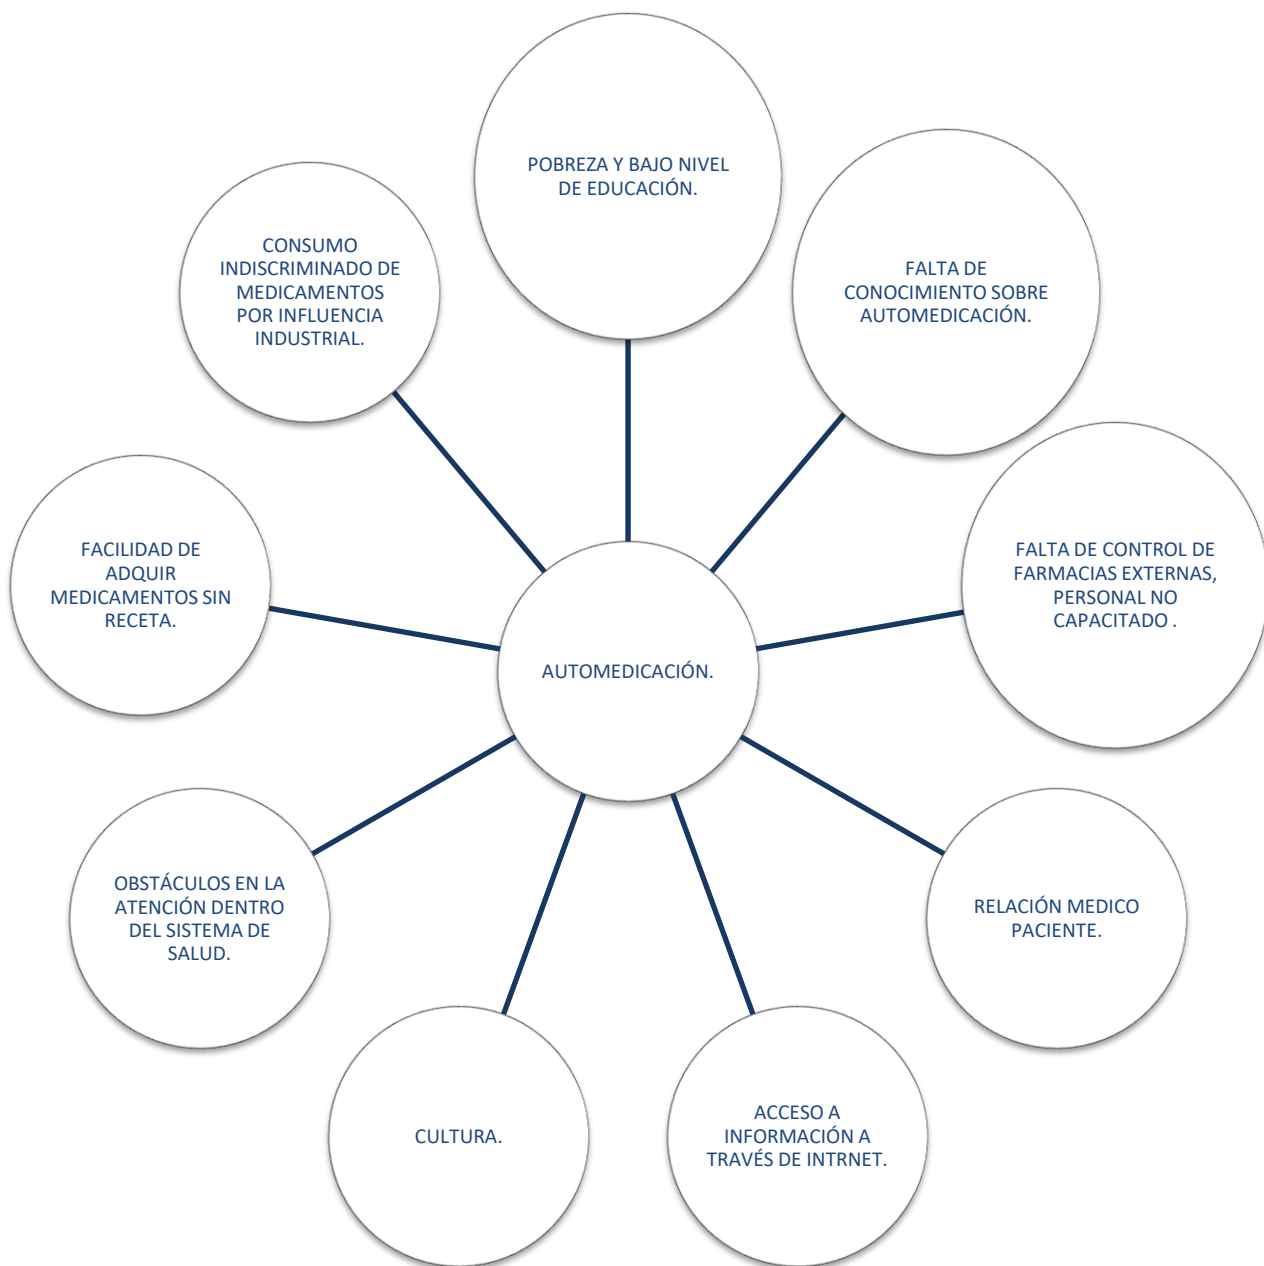 POBREZA Y BAJO NIVEL
DE EDUCACIÓN.
FALTA DE
CONOCIMIENTO SOBRE
AUTOMEDICACIÓN.
FALTA DE CONTROL DE
FARMACIAS EXTERNAS,
PERSONAL NO
CAPACITADO .
RELACIÓN MEDICO
PACIENTE.
ACCESO A
INFORMACIÓN A
TRAVÉS DE INTRNET.
CULTURA.
OBSTÁCULOS EN LA
ATENCIÓN DENTRO
DEL SISTEMA DE
SALUD.
FACILIDAD DE
ADQUIR
MEDICAMENTOS SIN
RECETA.
CONSUMO
INDISCRIMINADO DE
MEDICAMENTOS
POR INFLUENCIA
INDUSTRIAL.
AUTOMEDICACIÓN.